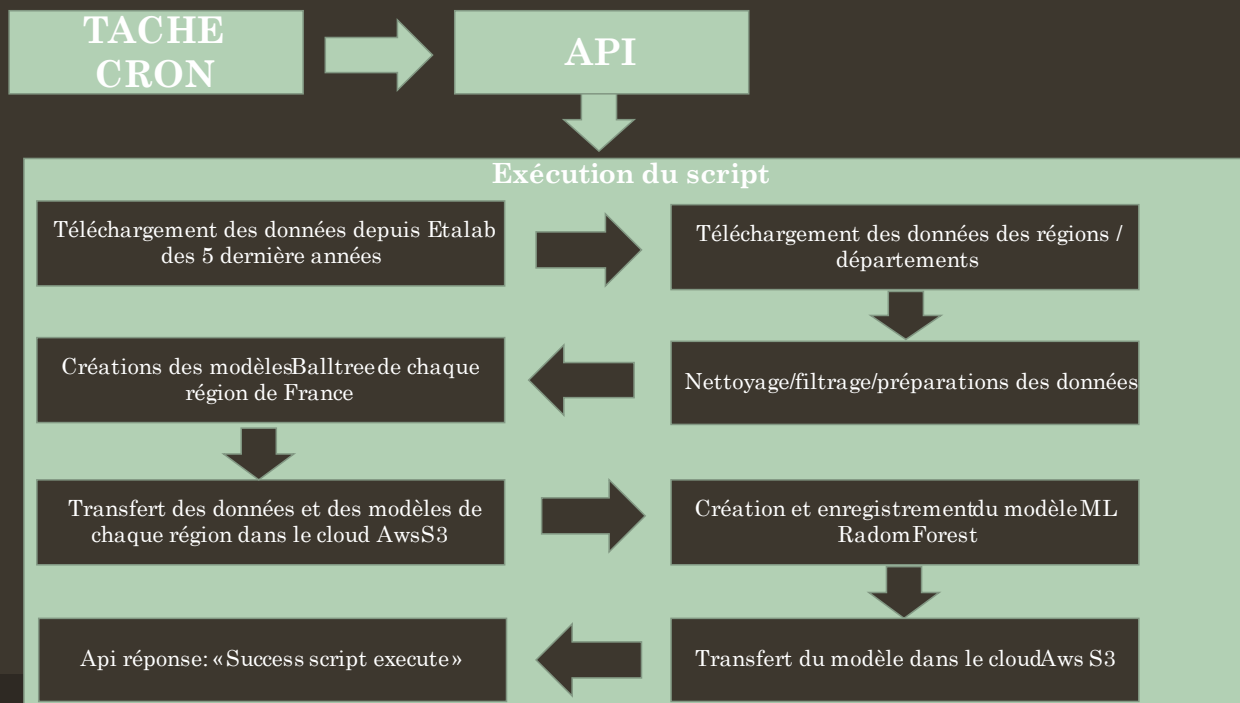 TACHE
CRON
API
Exécution du script
Téléchargement des données depuis Etalab
des 5 dernière années
Téléchargement des données des régions /
départements
Nettoyage/filtrage/préparations des données
Créations des modèlesBalltree de chaque
région de France
Transfert des données et des modèles de
chaque région dans le cloud AwsS3
Création et enregistrementdu modèle ML
RadomForest
Transfert du modèle dans le cloudAws S3
Api réponse: «Success script execute»